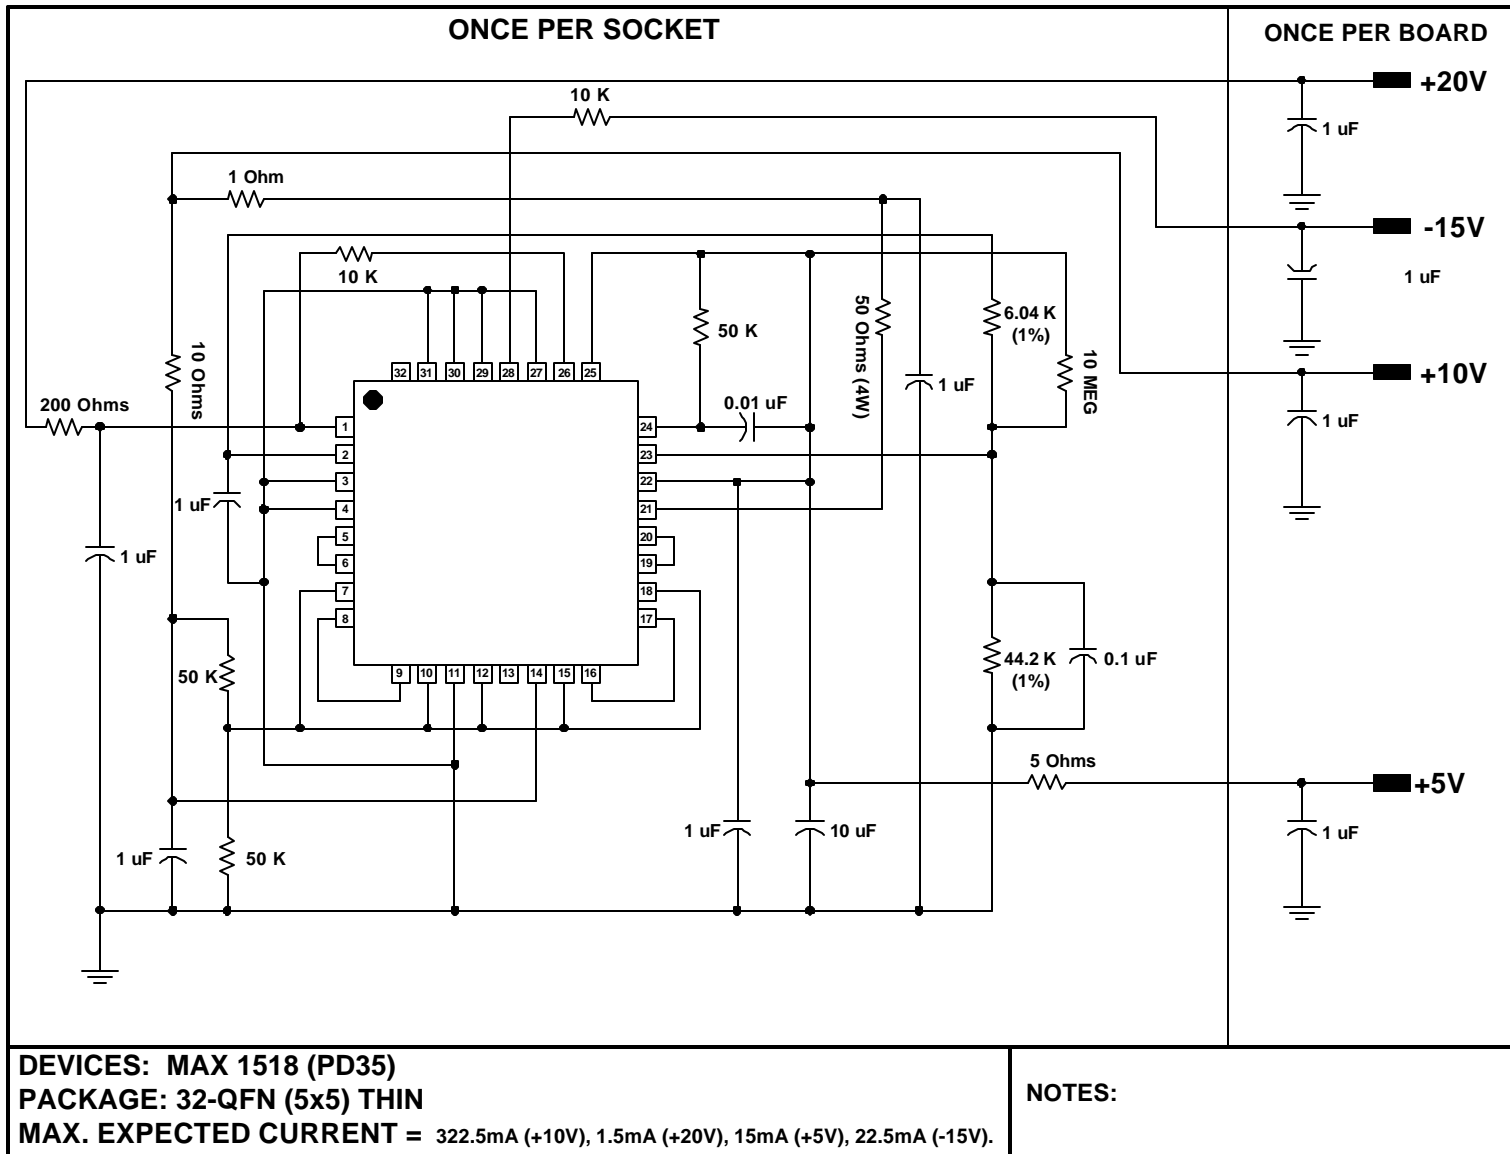 ONCE PER SOCKET
ONCE PER BOARD
+20V
10 K
1 uF
1 Ohm
-15V
10 K
1 uF
50 K
50 Ohms (4W)
6.04 K
(1%)
10 MEG
10 Ohms
32 31 30 29 28 27 26 25
+10V
1 uF
200 Ohms
0.01 uF
1 uF
1
2
3
4
5
6
7
8
24
23
22
21
20
19
18
17
1 uF
1 uF
50 K
9 10 11 12 13 14 15 16
44.2 K
(1%)
0.1 uF
5 Ohms
+5V
1 uF
50 K
1 uF
10 uF
1 uF
DEVICES: MAX 1518 (PD35)
PACKAGE: 32-QFN (5x5) THIN
MAX. EXPECTED CURRENT = 322.5mA (+10V), 1.5mA (+20V), 15mA (+5V), 22.5mA (-15V).
NOTES: